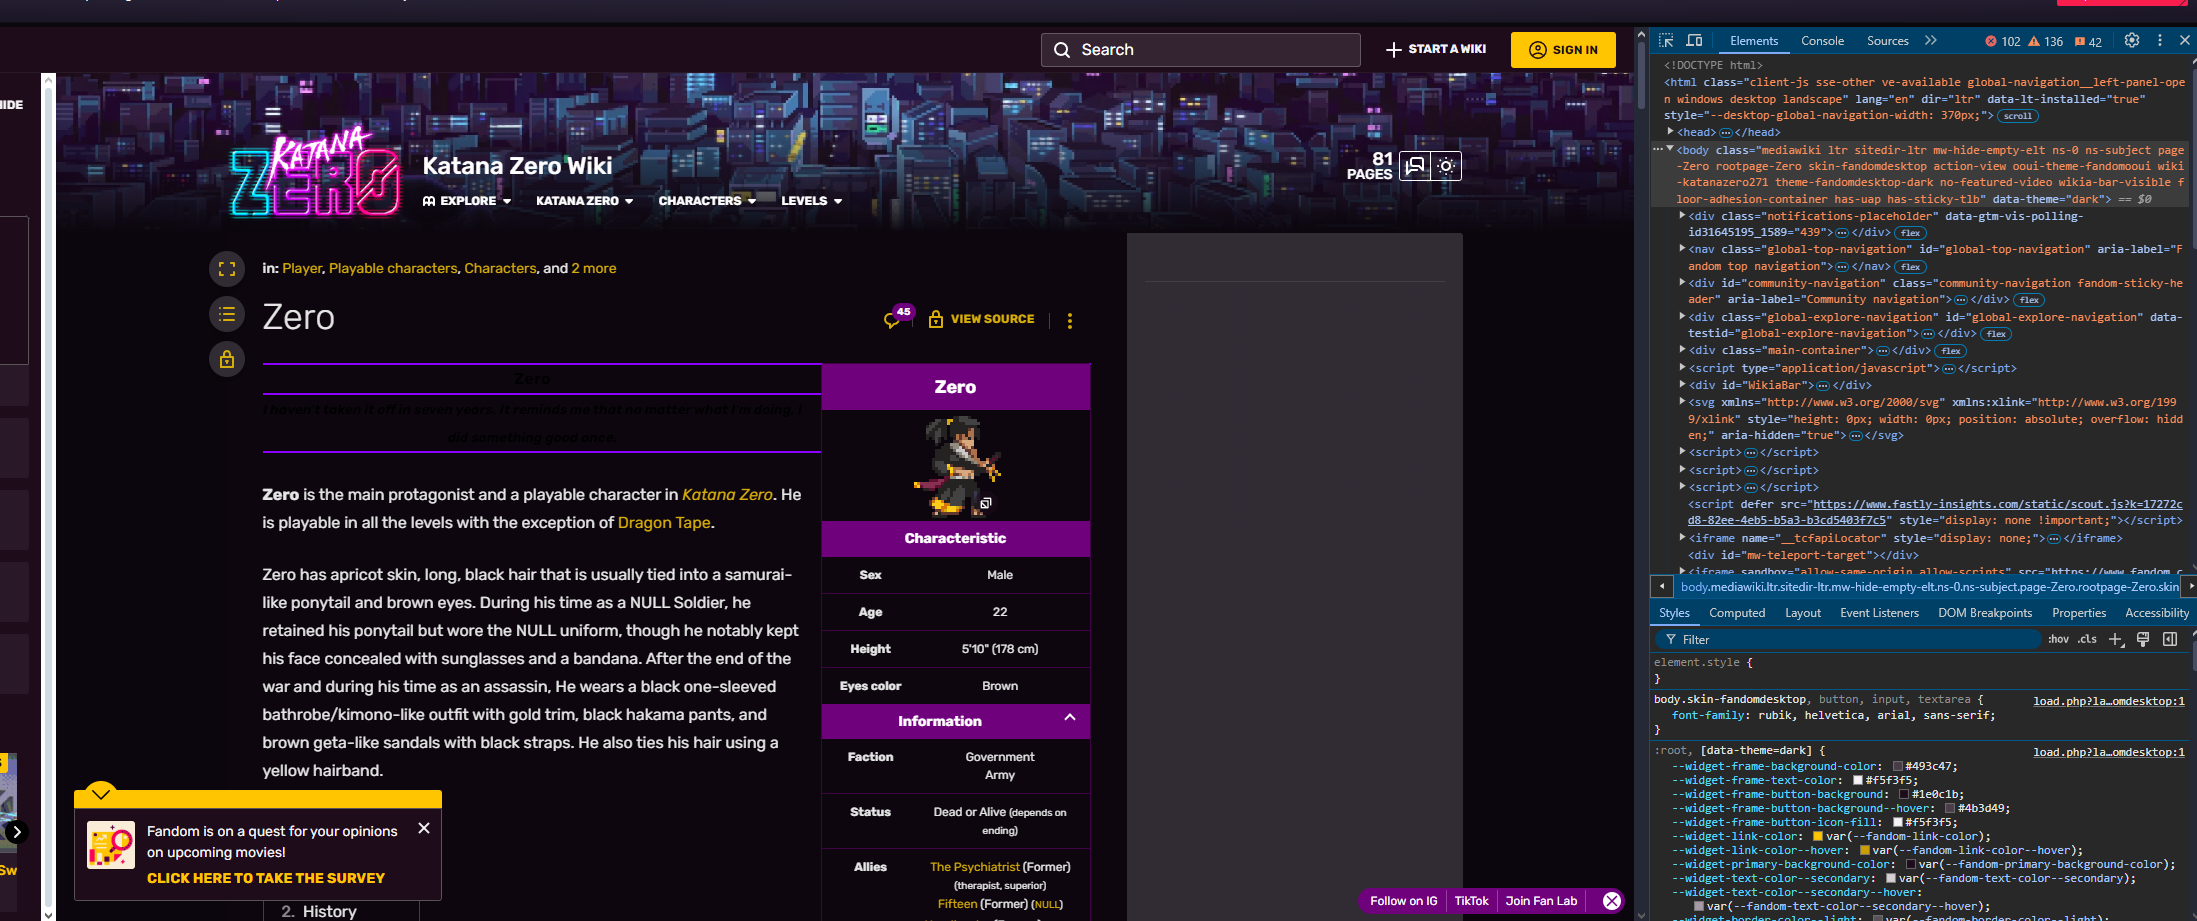 Search
START A WIKI
SIGN IN
HIDE
KATANA
ZERO
Katana Zero Wiki
81
PAGES
EXPLORE
KATANA ZERO
CHARACTERS
LEVELS
in: Player, Playable characters, Characters, and 2 more
Zero
45
VIEW SOURCE
Zero
I haven't taken it off in seven years. It reminds me that no matter what I'm doing, I
did something good once.
Zero is the main protagonist and a playable character in Katana Zero. He
is playable in all the levels with the exception of Dragon Tape.
Zero has apricot skin, long, black hair that is usually tied into a samurai-
like ponytail and brown eyes. During his time as a NULL Soldier, he
retained his ponytail but wore the NULL uniform, though he notably kept
his face concealed with sunglasses and a bandana. After the end of the
war and during his time as an assassin, He wears a black one-sleeved
bathrobe/kimono-like outfit with gold trim, black hakama pants, and
brown geta-like sandals with black straps. He also ties his hair using a
yellow hairband.
Zero
Characteristic
Sex Male
Age 22
Height 5'10" (178 cm)
Eyes color Brown
Information
Faction Government
Army
Status Dead or Alive (depends on
ending)
Allies The Psychiatrist (Former)
(therapist, superior)
Fifteen (Former) (NULL)
Fandom is on a quest for your opinions
on upcoming movies!
CLICK HERE TO TAKE THE SURVEY
2. History
Sw
Follow on IG
TikTok
Join Fan Lab
Elements Console Sources 102 136 42
<!DOCTYPE html>
<html class="client-js sse-other ve-available global-navigation__left-panel-ope
n windows desktop landscape" lang="en" dir="ltr" data-lt-installed="true"
style="--desktop-global-navigation-width: 370px;"> scroll
<head> … </head>
<body class="mediawiki ltr sitedir-ltr mw-hide-empty-elt ns-0 ns-subject page
-Zero rootpage-Zero skin-fandomdesktop action-view ooui-theme-fandomooui wiki
-katanazero271 theme-fandomdesktop-dark no-featured-video wikia-bar-visible f
loor-adhesion-container has-uap has-sticky-tlb" data-theme="dark"> == $0
<div class="notifications-placeholder" data-gtm-vis-polling-
id31645195_1589="439"> … </div> flex
<nav class="global-top-navigation" id="global-top-navigation" aria-label="F
andom top navigation"> … </nav> flex
<div id="community-navigation" class="community-navigation fandom-sticky-he
ader" aria-label="Community navigation"> … </div> flex
<div class="global-explore-navigation" id="global-explore-navigation" data-
testid="global-explore-navigation"> … </div> flex
<div class="main-container"> … </div> flex
<script type="application/javascript"> … </script>
<div id="WikiaBar"> … </div>
<svg xmlns="http://www.w3.org/2000/svg" xmlns:xlink="http://www.w3.org/199
9/xlink" style="height: 0px; width: 0px; position: absolute; overflow: hidd
en;" aria-hidden="true"> … </svg>
<script> … </script>
<script> … </script>
<script> … </script>
<script defer src="https://www.fastly-insights.com/static/scout.js?k=17272c
d8-82ee-4eb5-b5a3-b3cd5403f7c5" style="display: none !important;"></script>
<iframe name="__tcfapiLocator" style="display: none;"> … </iframe>
<div id="mw-teleport-target"></div>
<iframe sandbox="allow-same-origin allow-scripts" src="https://www.fandom.c
body.mediawiki.ltr.sitedir-ltr.mw-hide-empty-elt.ns-0.ns-subject.page-Zero.rootpage-Zero.skin
Styles Computed Layout Event Listeners DOM Breakpoints Properties Accessibility
Filter :hov .cls
element.style {
}
body.skin-fandomdesktop, button, input, textarea { load.php?la…omdesktop:1
font-family: rubik, helvetica, arial, sans-serif;
}
:root, [data-theme=dark] { load.php?la…omdesktop:1
--widget-frame-background-color: #493c47;
--widget-frame-text-color: #f5f3f5;
--widget-frame-button-background: #1e0c1b;
--widget-frame-button-background--hover: #4b3d49;
--widget-frame-button-icon-fill: #f5f3f5;
--widget-link-color: var(--fandom-link-color);
--widget-link-color--hover: var(--fandom-link-color--hover);
--widget-primary-background-color: var(--fandom-primary-background-color);
--widget-text-color--secondary: var(--fandom-text-color--secondary);
--widget-text-color--secondary--hover:
var(--fandom-text-color--secondary--hover);